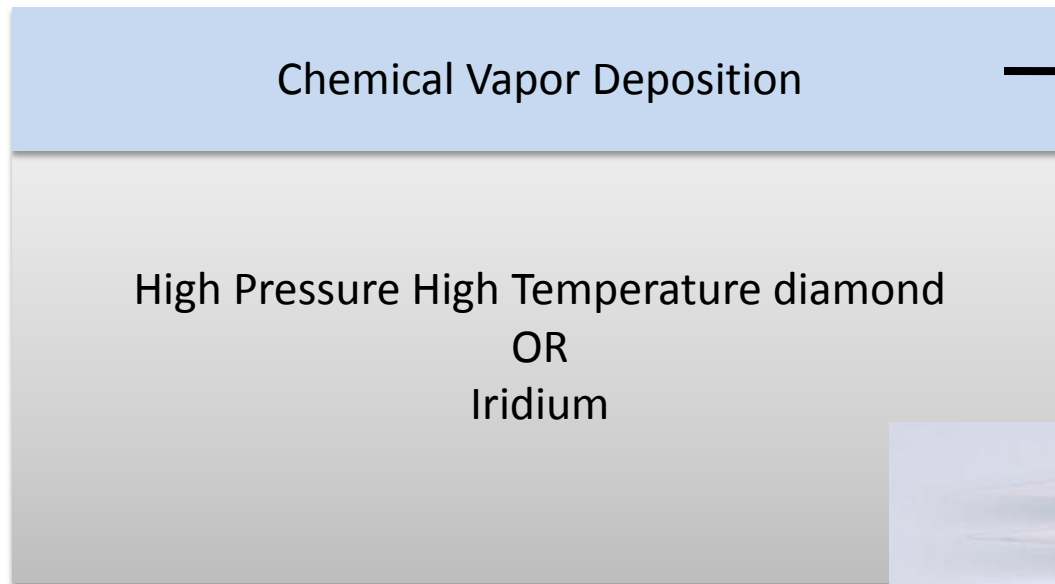 Chemical Vapor Deposition
High Pressure High Temperature diamond
OR
Iridium